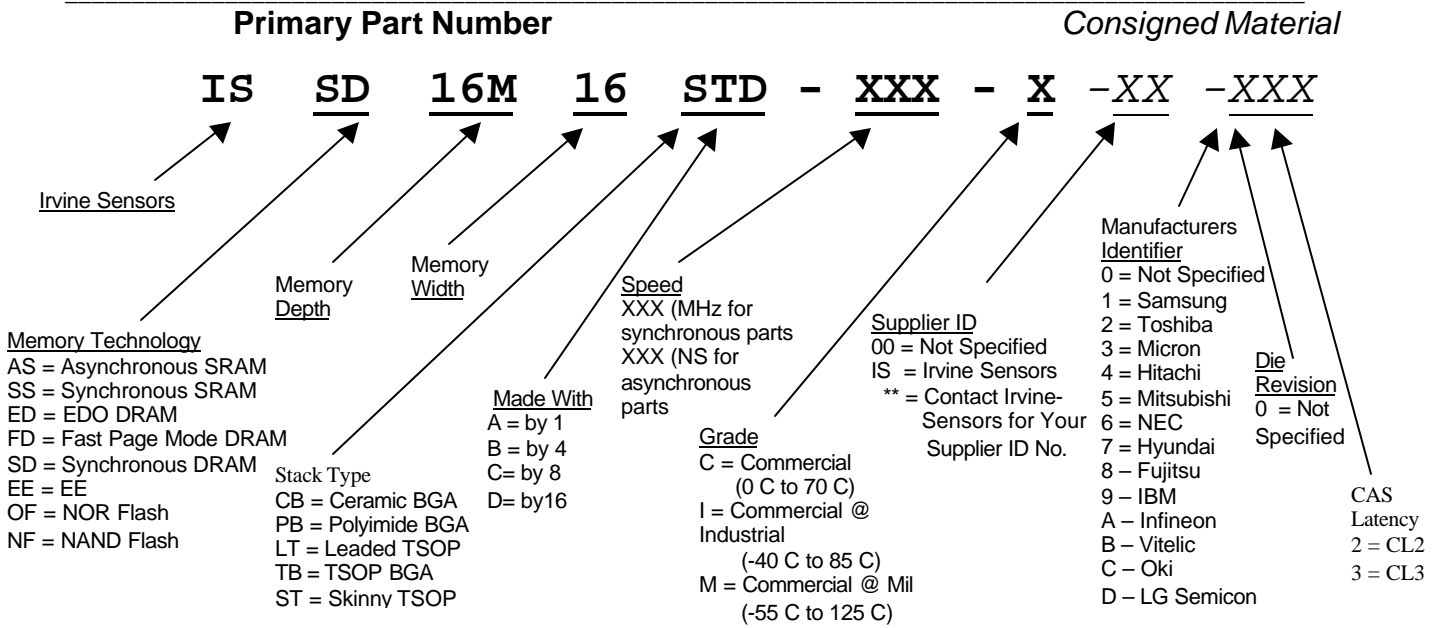 Primary Part Number
Consigned Material
IS SD 16M 16 STD - XXX - X -XX -XXX
Irvine Sensors
Memory Technology
AS = Asynchronous SRAM
SS = Synchronous SRAM
ED = EDO DRAM
FD = Fast Page Mode DRAM
SD = Synchronous DRAM
EE = EE
OF = NOR Flash
NF = NAND Flash
Memory
Depth
Memory
Width
Stack Type
CB = Ceramic BGA
PB = Polyimide BGA
LT = Leaded TSOP
TB = TSOP BGA
ST = Skinny TSOP
Made With
A = by 1
B = by 4
C= by 8
D= by16
Speed
XXX (MHz for
synchronous parts
XXX (NS for
asynchronous
parts
Grade
C = Commercial
(0 C to 70 C)
I = Commercial @
Industrial
(-40 C to 85 C)
M = Commercial @ Mil
(-55 C to 125 C)
Supplier ID
00 = Not Specified
IS = Irvine Sensors
** = Contact Irvine-
Sensors for Your
Supplier ID No.
Manufacturers
Identifier
0 = Not Specified
1 = Samsung
2 = Toshiba
3 = Micron
4 = Hitachi
5 = Mitsubishi
6 = NEC
7 = Hyundai
8 – Fujitsu
9 – IBM
A – Infineon
B – Vitelic
C – Oki
D – LG Semicon
Die
Revision
0 = Not
Specified
CAS
Latency
2 = CL2
3 = CL3